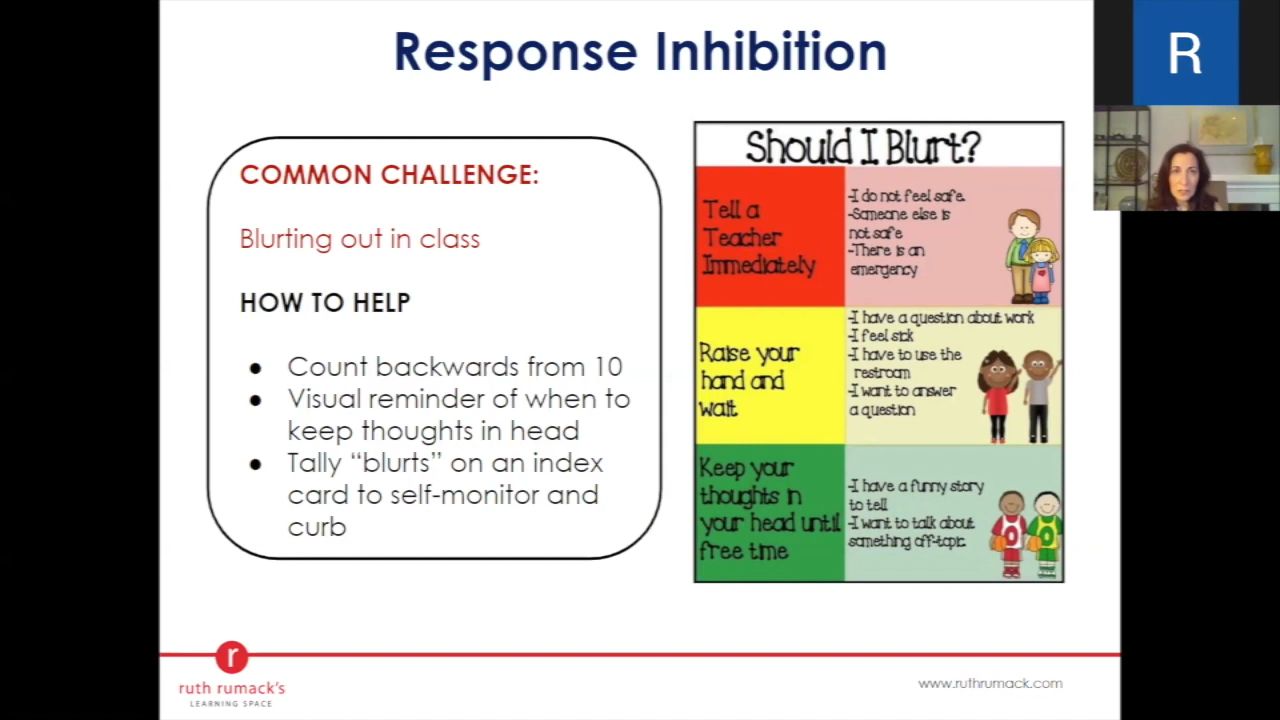 Response Inhibition
R
COMMON CHALLENGE:
Blurting out in class
HOW TO HELP
● Count backwards from 10
● Visual reminder of when to
keep thoughts in head
● Tally “blurts” on an index
card to self-monitor and
curb
Should I Blurt?
Tell a
Teacher
Immediately
-I do not feel safe.
-Someone else is
not safe
-There is an
emergency
Raise your
hand and
wait
-I have a question about work
-I feel sick
-I have to use the
restroom
-I want to answer
a question
Keep your
thoughts in
your head until
free time
-I have a funny story
to tell
-I want to talk about
something off-topic.
r
ruth rumack's
LEARNING SPACE
www.ruthrumack.com